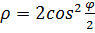 ρ = 2cos² φ/2